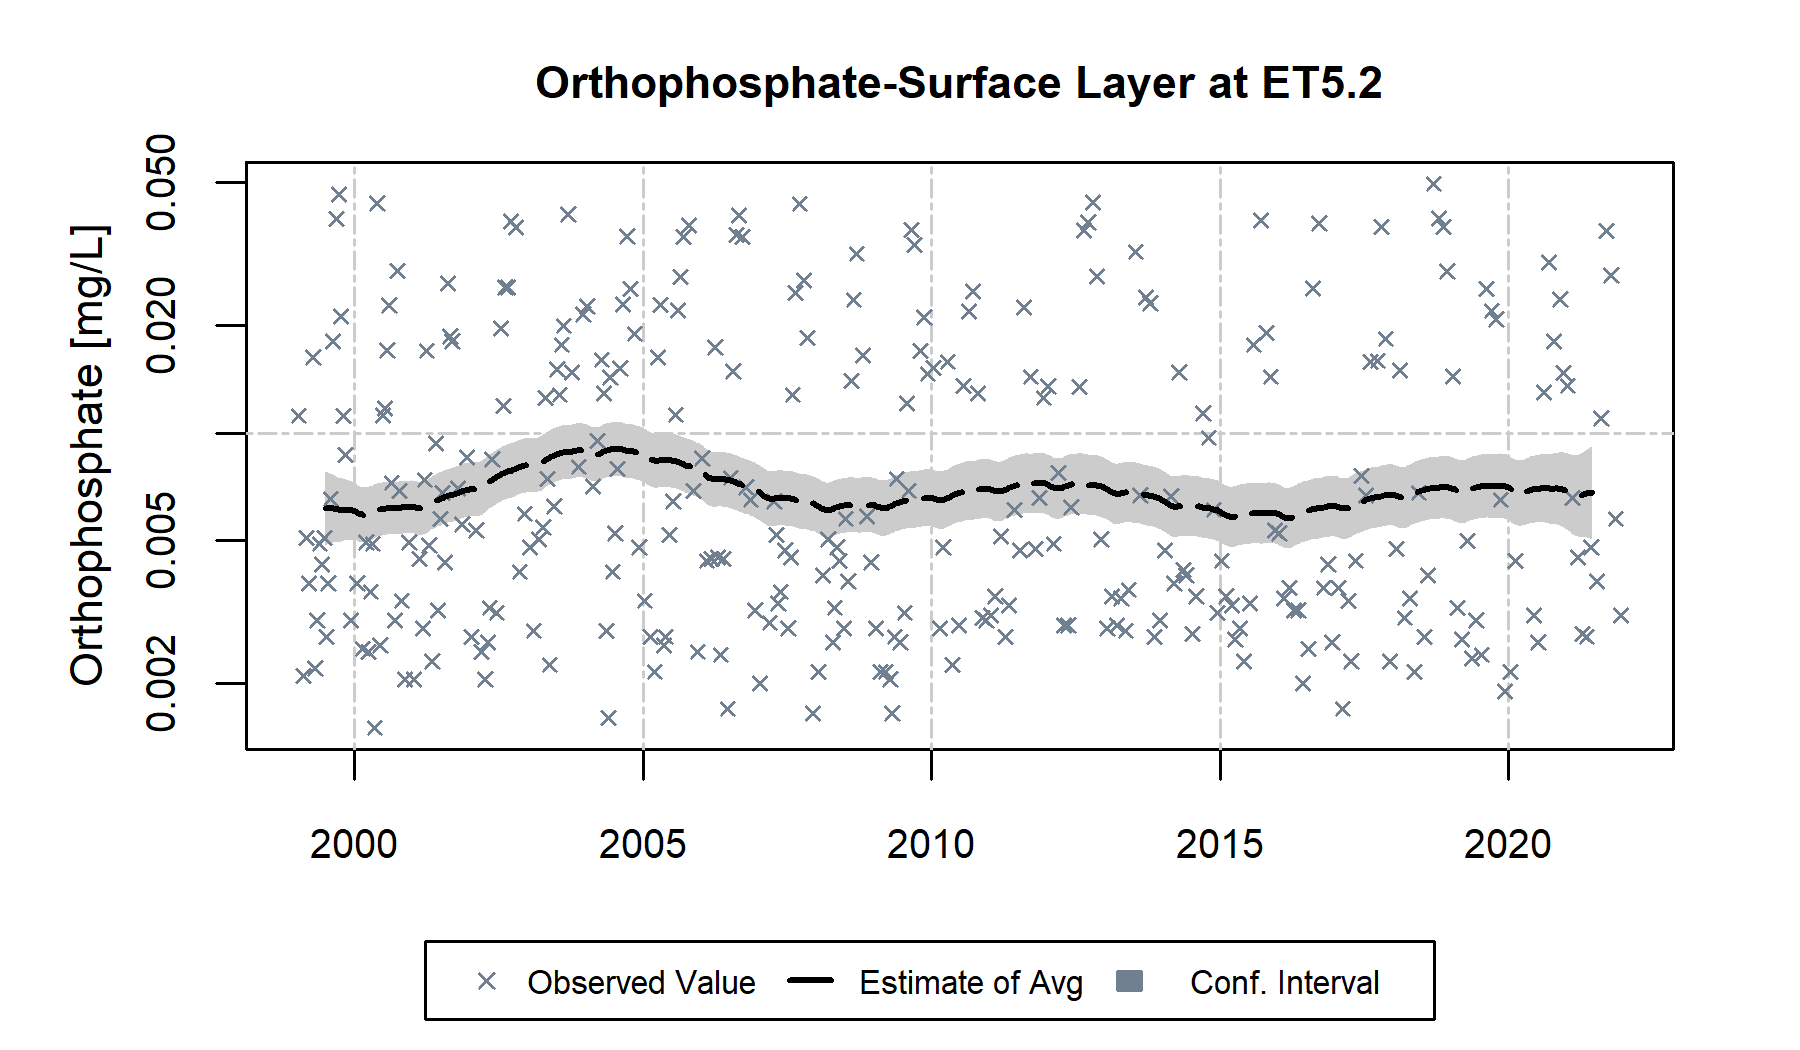 Orthophosphate-Surface Layer at ET5.2
Orthophosphate [mg/L]
0.050
0.020
0.005
0.002
2000 2005 2010 2015 2020
Observed Value Estimate of Avg Conf. Interval